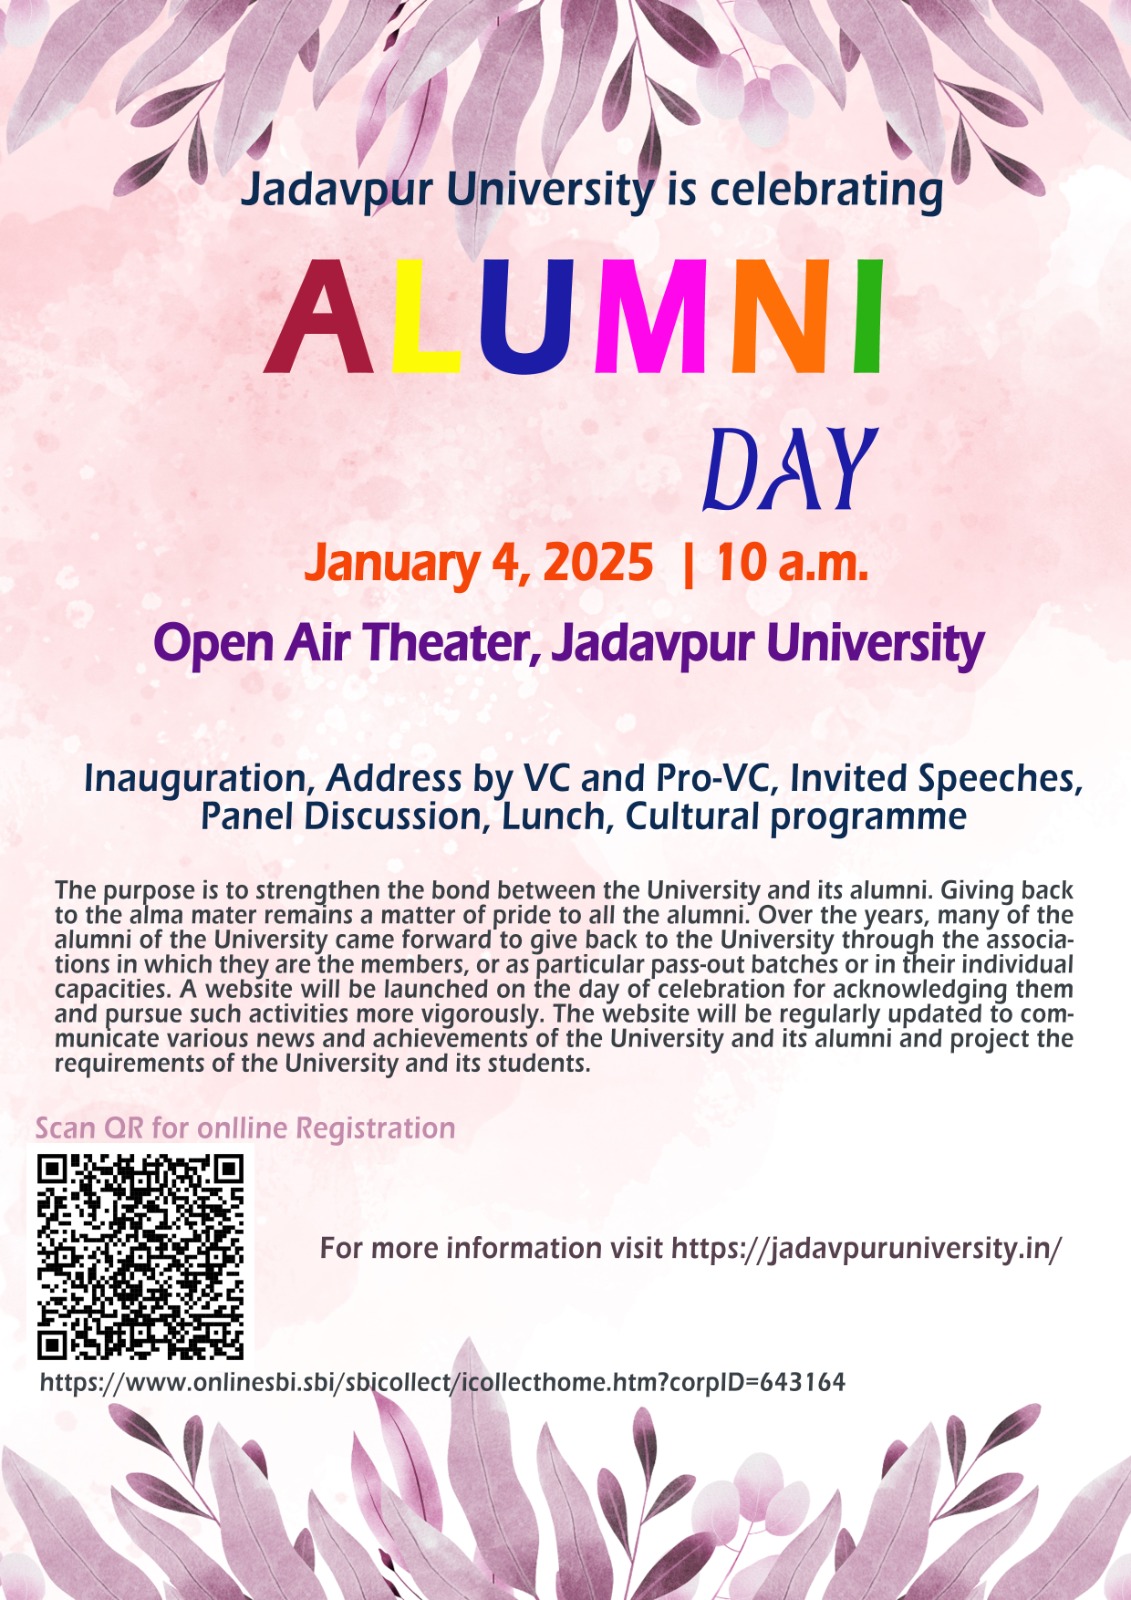 Jadavpur University is celebrating
ALUMNI
DAY
January 4, 2025 | 10 a.m.
Open Air Theater, Jadavpur University
Inauguration, Address by VC and Pro-VC, Invited Speeches,
Panel Discussion, Lunch, Cultural programme
The purpose is to strengthen the bond between the University and its alumni. Giving back
to the alma mater remains a matter of pride to all the alumni. Over the years, many of the
alumni of the University came forward to give back to the University through the associa-
tions in which they are the members, or as particular pass-out batches or in their individual
capacities. A website will be launched on the day of celebration for acknowledging them
and pursue such activities more vigorously. The website will be regularly updated to com-
municate various news and achievements of the University and its alumni and project the
requirements of the University and its students.
Scan QR for onlline Registration
For more information visit https://jadavpuruniversity.in/
https://www.onlinesbi.sbi/sbicollect/icollecthome.htm?corpID=643164